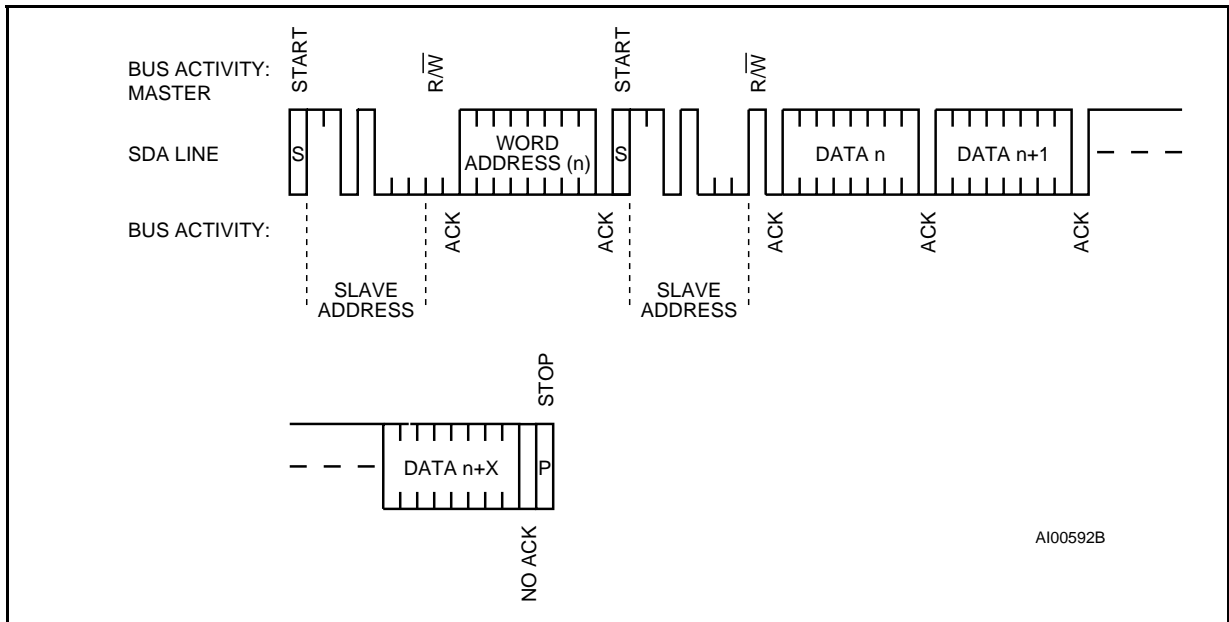 START
R/W
START
R/W
BUS ACTIVITY:
MASTER
SDA LINE
S
WORD
ADDRESS (n)
S
DATA n
DATA n+1
BUS ACTIVITY:
ACK
ACK
ACK
ACK
ACK
SLAVE
ADDRESS
SLAVE
ADDRESS
STOP
DATA n+X
P
NO ACK
AI00592B